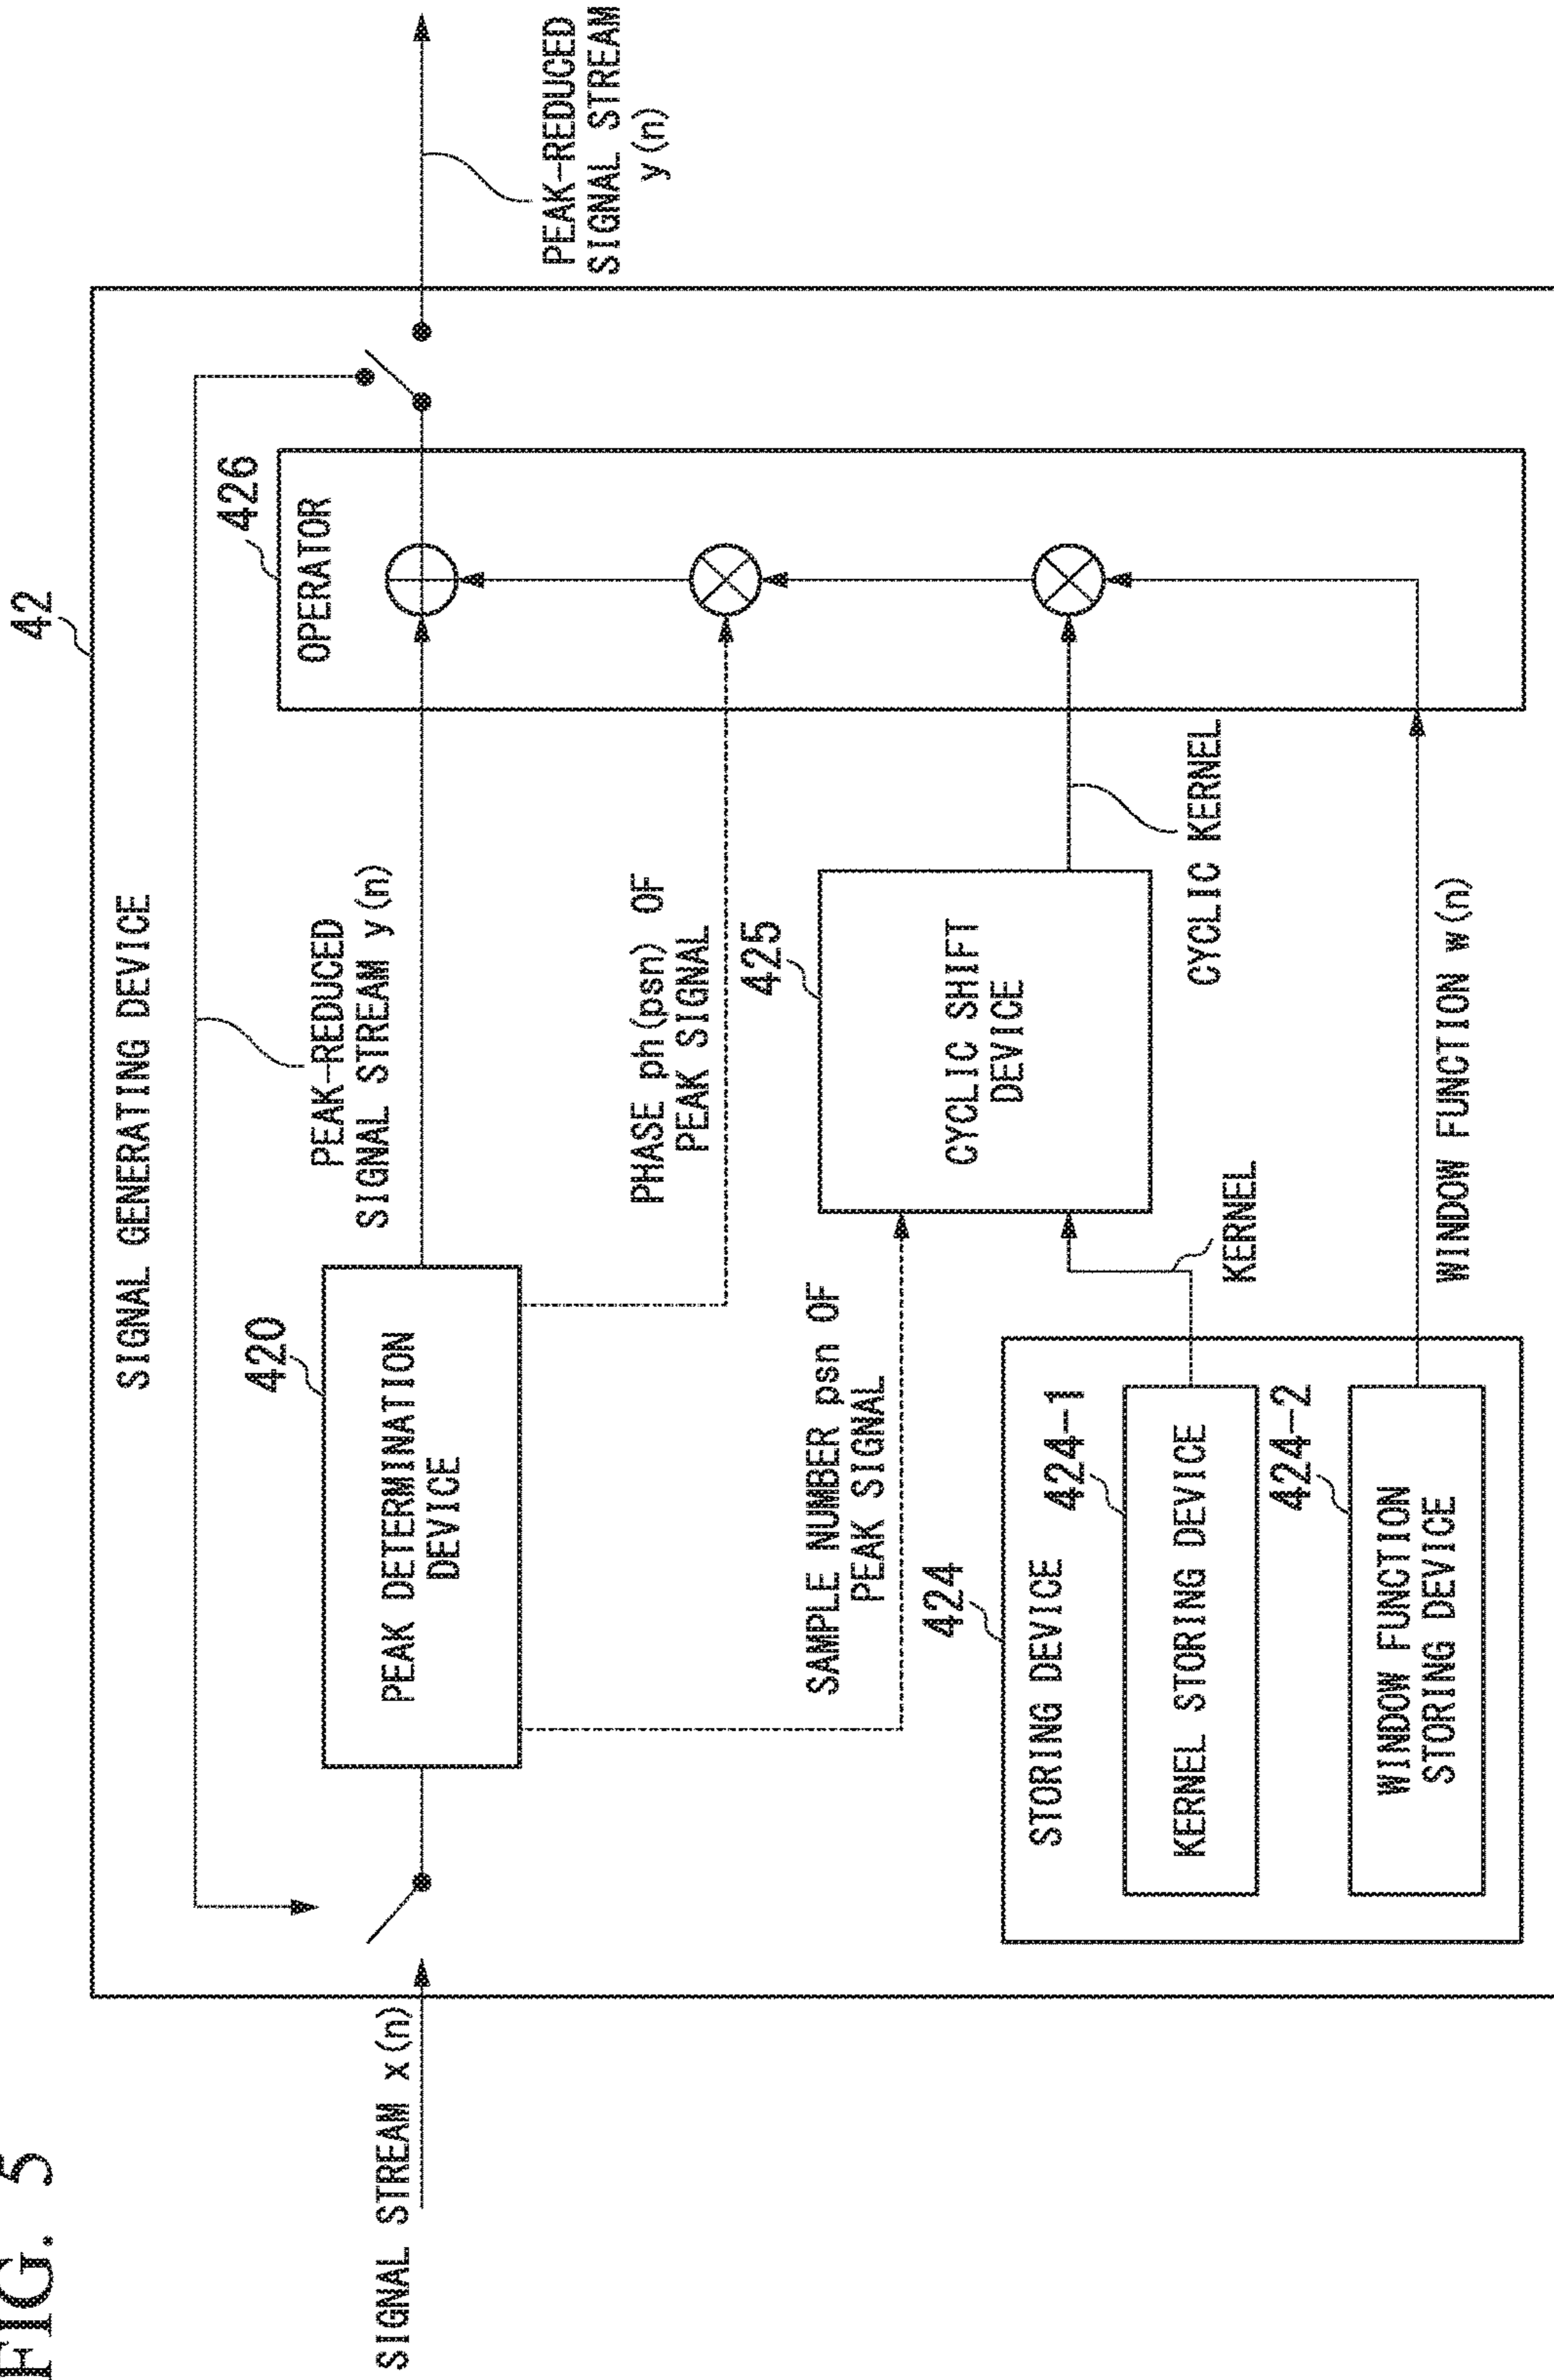 FIG. 5
42
SIGNAL GENERATING DEVICE
SIGNAL STREAM x(n)
420
PEAK DETERMINATION
DEVICE
PEAK-REDUCED
SIGNAL STREAM y(n)
426
OPERATOR
PEAK-REDUCED
SIGNAL STREAM
y(n)
PHASE ph(psn) OF
PEAK SIGNAL
SAMPLE NUMBER psn OF
PEAK SIGNAL
425
CYCLIC SHIFT
DEVICE
CYCLIC KERNEL
424
STORING DEVICE
424-1
KERNEL STORING DEVICE
KERNEL
424-2
WINDOW FUNCTION
STORING DEVICE
WINDOW FUNCTION w(n)